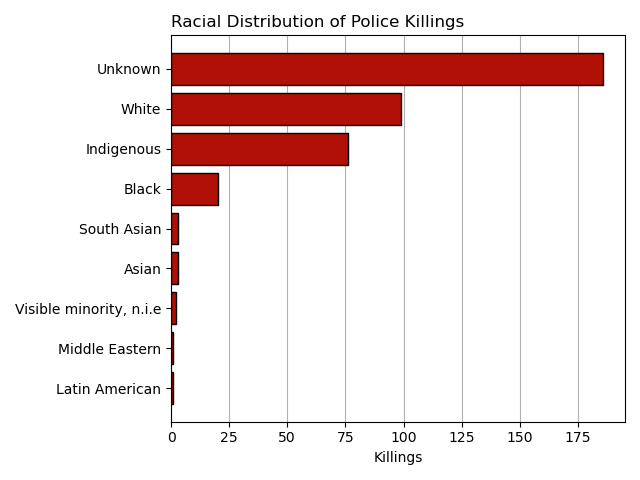 Racial Distribution of Police Killings
Unknown
White
Indigenous
Black
South Asian
Asian
Visible minority, n.i.e
Middle Eastern
Latin American
0 25 50 75 100 125 150 175
Killings